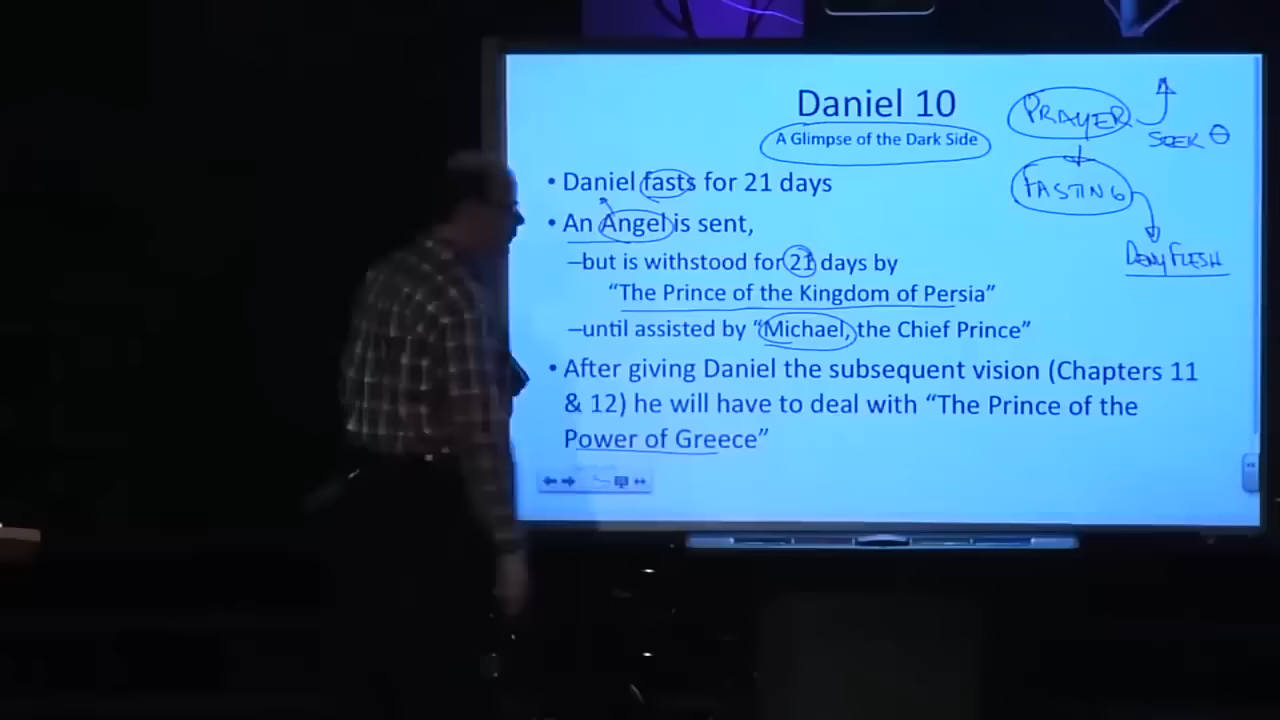 Daniel 10
A Glimpse of the Dark Side
• Daniel fasts for 21 days
• An Angel is sent,
–but is withstood for 21 days by
“The Prince of the Kingdom of Persia”
–until assisted by “Michael, the Chief Prince”
• After giving Daniel the subsequent vision (Chapters 11
& 12) he will have to deal with “The Prince of the
Power of Greece”
PRAYER
SEEK Θ
FASTING
DENY FLESH